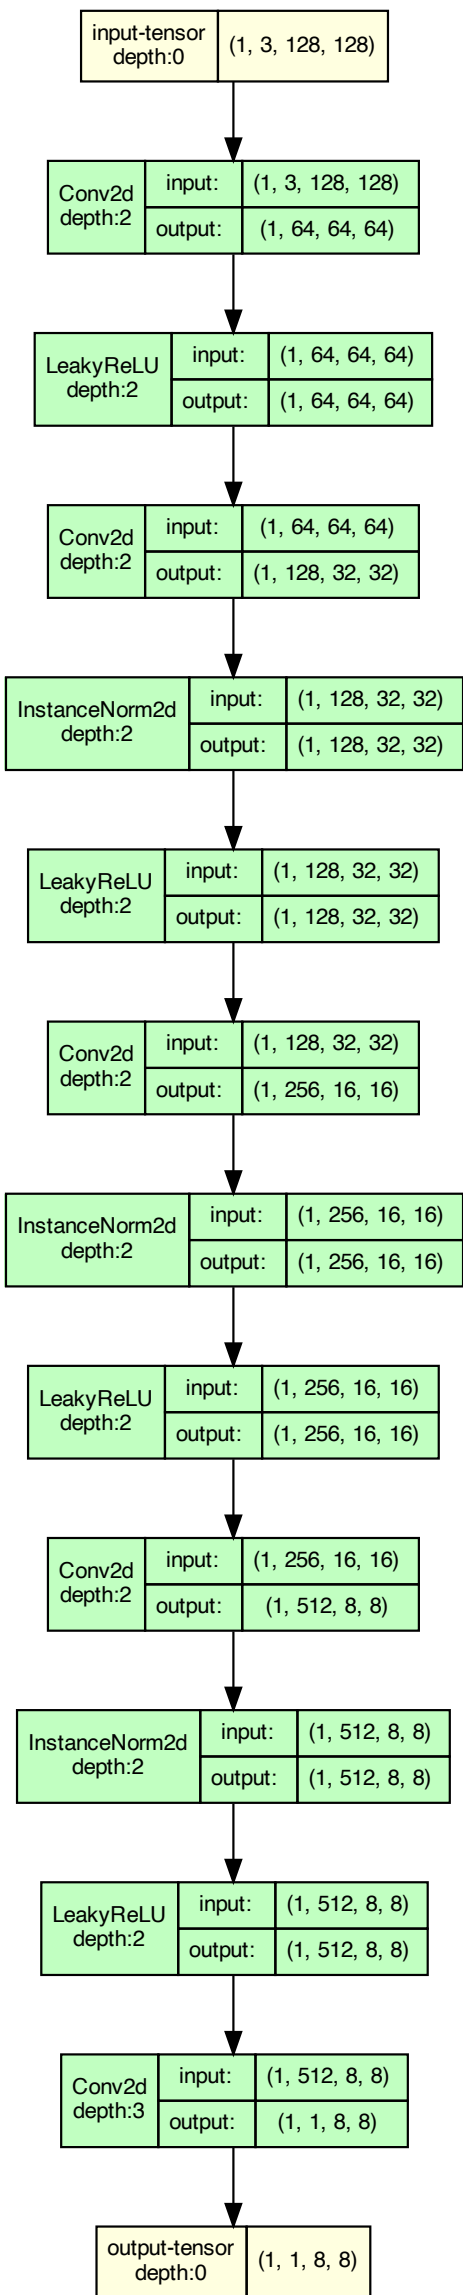 input-tensor
depth:0
(1, 3, 128, 128)
Conv2d
depth:2
input:
(1, 3, 128, 128)
output:
(1, 64, 64, 64)
LeakyReLU
depth:2
input:
(1, 64, 64, 64)
output:
(1, 64, 64, 64)
Conv2d
depth:2
input:
(1, 64, 64, 64)
output:
(1, 128, 32, 32)
InstanceNorm2d
depth:2
input:
(1, 128, 32, 32)
output:
(1, 128, 32, 32)
LeakyReLU
depth:2
input:
(1, 128, 32, 32)
output:
(1, 128, 32, 32)
Conv2d
depth:2
input:
(1, 128, 32, 32)
output:
(1, 256, 16, 16)
InstanceNorm2d
depth:2
input:
(1, 256, 16, 16)
output:
(1, 256, 16, 16)
LeakyReLU
depth:2
input:
(1, 256, 16, 16)
output:
(1, 256, 16, 16)
Conv2d
depth:2
input:
(1, 256, 16, 16)
output:
(1, 512, 8, 8)
InstanceNorm2d
depth:2
input:
(1, 512, 8, 8)
output:
(1, 512, 8, 8)
LeakyReLU
depth:2
input:
(1, 512, 8, 8)
output:
(1, 512, 8, 8)
Conv2d
depth:3
input:
(1, 512, 8, 8)
output:
(1, 1, 8, 8)
output-tensor
depth:0
(1, 1, 8, 8)